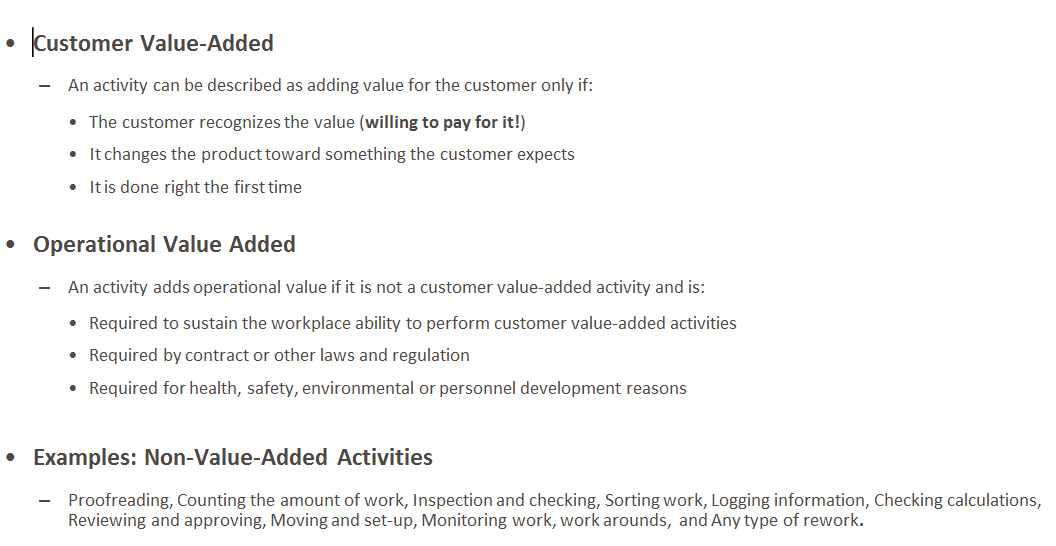 • Customer Value-Added
– An activity can be described as adding value for the customer only if:
• The customer recognizes the value (willing to pay for it!)
• It changes the product toward something the customer expects
• It is done right the first time
• Operational Value Added
– An activity adds operational value if it is not a customer value-added activity and is:
• Required to sustain the workplace ability to perform customer value-added activities
• Required by contract or other laws and regulation
• Required for health, safety, environmental or personnel development reasons
• Examples: Non-Value-Added Activities
– Proofreading, Counting the amount of work, Inspection and checking, Sorting work, Logging information, Checking calculations,
Reviewing and approving, Moving and set-up, Monitoring work, work arounds, and Any type of rework.